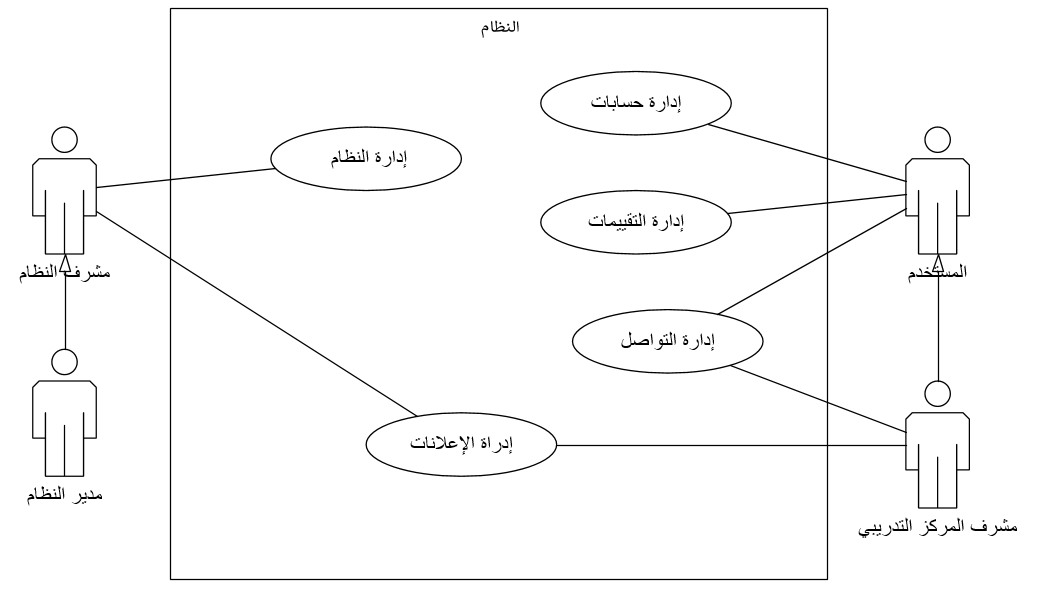 النظام
إدارة حسابات
إدارة النظام
إدارة التقييمات
مشرف النظام
المستخدم
إدارة التواصل
إدراة الإعلانات
مدير النظام
مشرف المركز التدريبي